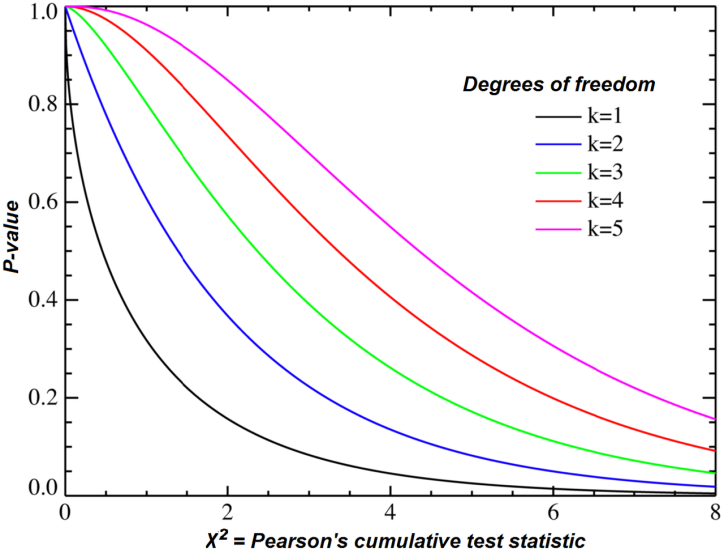 1.0
0.8
0.6
0.4
0.2
0.0
P-value
Degrees of freedom
k=1
k=2
k=3
k=4
k=5
0 2 4 6 8
χ² = Pearson's cumulative test statistic